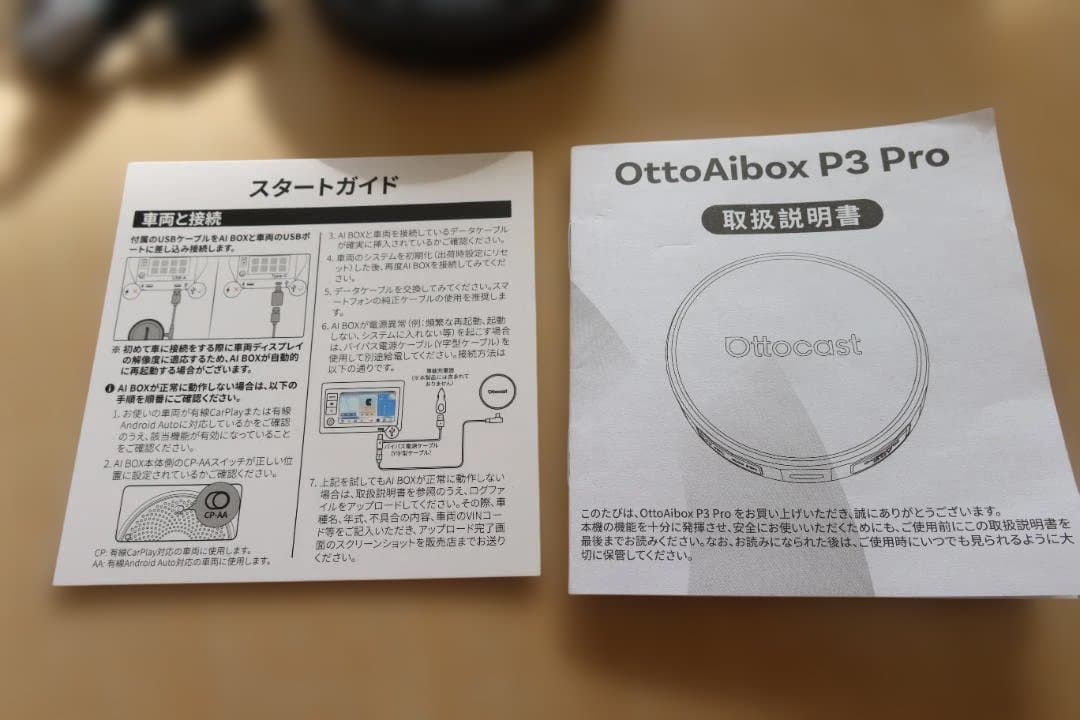 スタートガイド
車両と接続
付属のUSBケーブルをAI BOXと車両のUSBポ
ートに差し込み接続します。
※ 初めて車に接続をする際に車両ディスプレイ
の解像度に適応するため、AI BOXが自動的
に再起動する場合がございます。
AI BOXが正常に動作しない場合は、以下の
手順を順番にご確認ください。
1. お使いの車両が有線CarPlayまたは有線
Android Autoに対応しているかをご確認
のうえ、該当機能が有効になっていること
をご確認ください。
2. AI BOX本体側のCP-AAスイッチが正しい位
置に設定されているかご確認ください。
CP-AA
CP: 有線CarPlay対応の車両に使用します。
AA: 有線Android Auto対応の車両に使用します。
3. AI BOXと車両を接続しているデータケーブル
が確実に挿入されているかご確認ください。
4. 車両のシステムを初期化（出荷時設定にリセ
ット）した後、再度AI BOXを接続してみてくだ
さい。
5. データケーブルを交換してみてください。スマ
ートフォンの純正ケーブルの使用を推奨しま
す。
6. AI BOXが電源異常（例：頻繁な再起動、起動
しない、システムに入れない等）を起こす場合
は、バイパス電源ケーブル（Y字型ケーブル）を
使用して別途給電してください。接続方法は
以下の通りです。
車載充電器
（※本製品には含まれて
おりません）
Ottocast
バイパス電源ケーブル
（Y字型ケーブル）
7. 上記を試してもAI BOXが正常に動作しない
場合は、取扱説明書を参照のうえ、ログファ
イルをアップロードしてください。その際、車
種名、年式、不具合の内容、車両のVINコー
ド等をご記入いただき、アップロード完了画
面のスクリーンショットを販売店までお送り
ください。
OttoAibox P3 Pro
取扱説明書
Ottocast
このたびは、OttoAibox P3 Pro をお買い上げいただき、誠にありがとうございます。
本機の機能を十分に発揮させ、安全にお使いいただくためにも、ご使用前にこの取扱説明書を
最後までお読みください。なお、お読みになられた後は、ご使用時にいつでも見られるように大
切に保管してください。